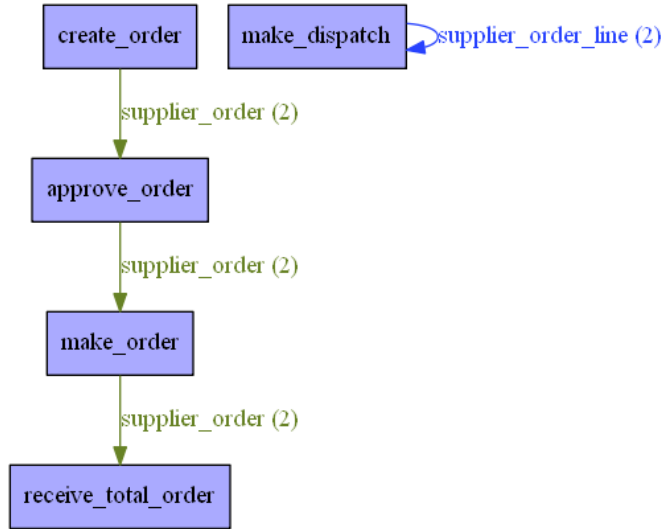 create_order
make_dispatch
supplier_order_line (2)
supplier_order (2)
approve_order
supplier_order (2)
make_order
supplier_order (2)
receive_total_order